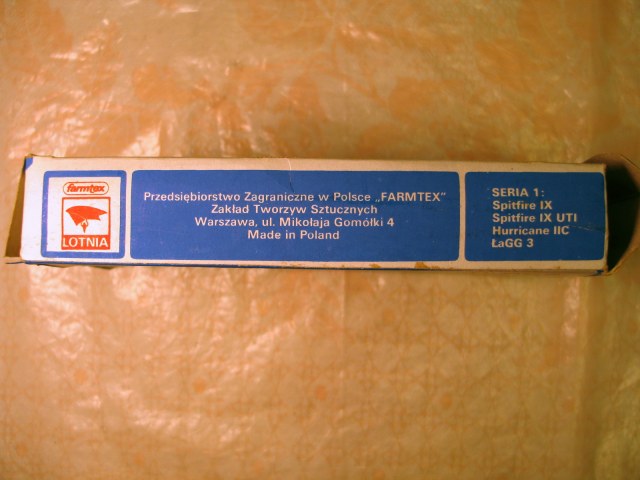 farmtex
LOTNIA
Przedsiębiorstwo Zagraniczne w Polsce „FARMTEX”
Zakład Tworzyw Sztucznych
Warszawa, ul. Mikołaja Gomółki 4
Made in Poland
SERIA 1:
Spitfire IX
Spitfire IX UTI
Hurricane IIC
ŁaGG 3